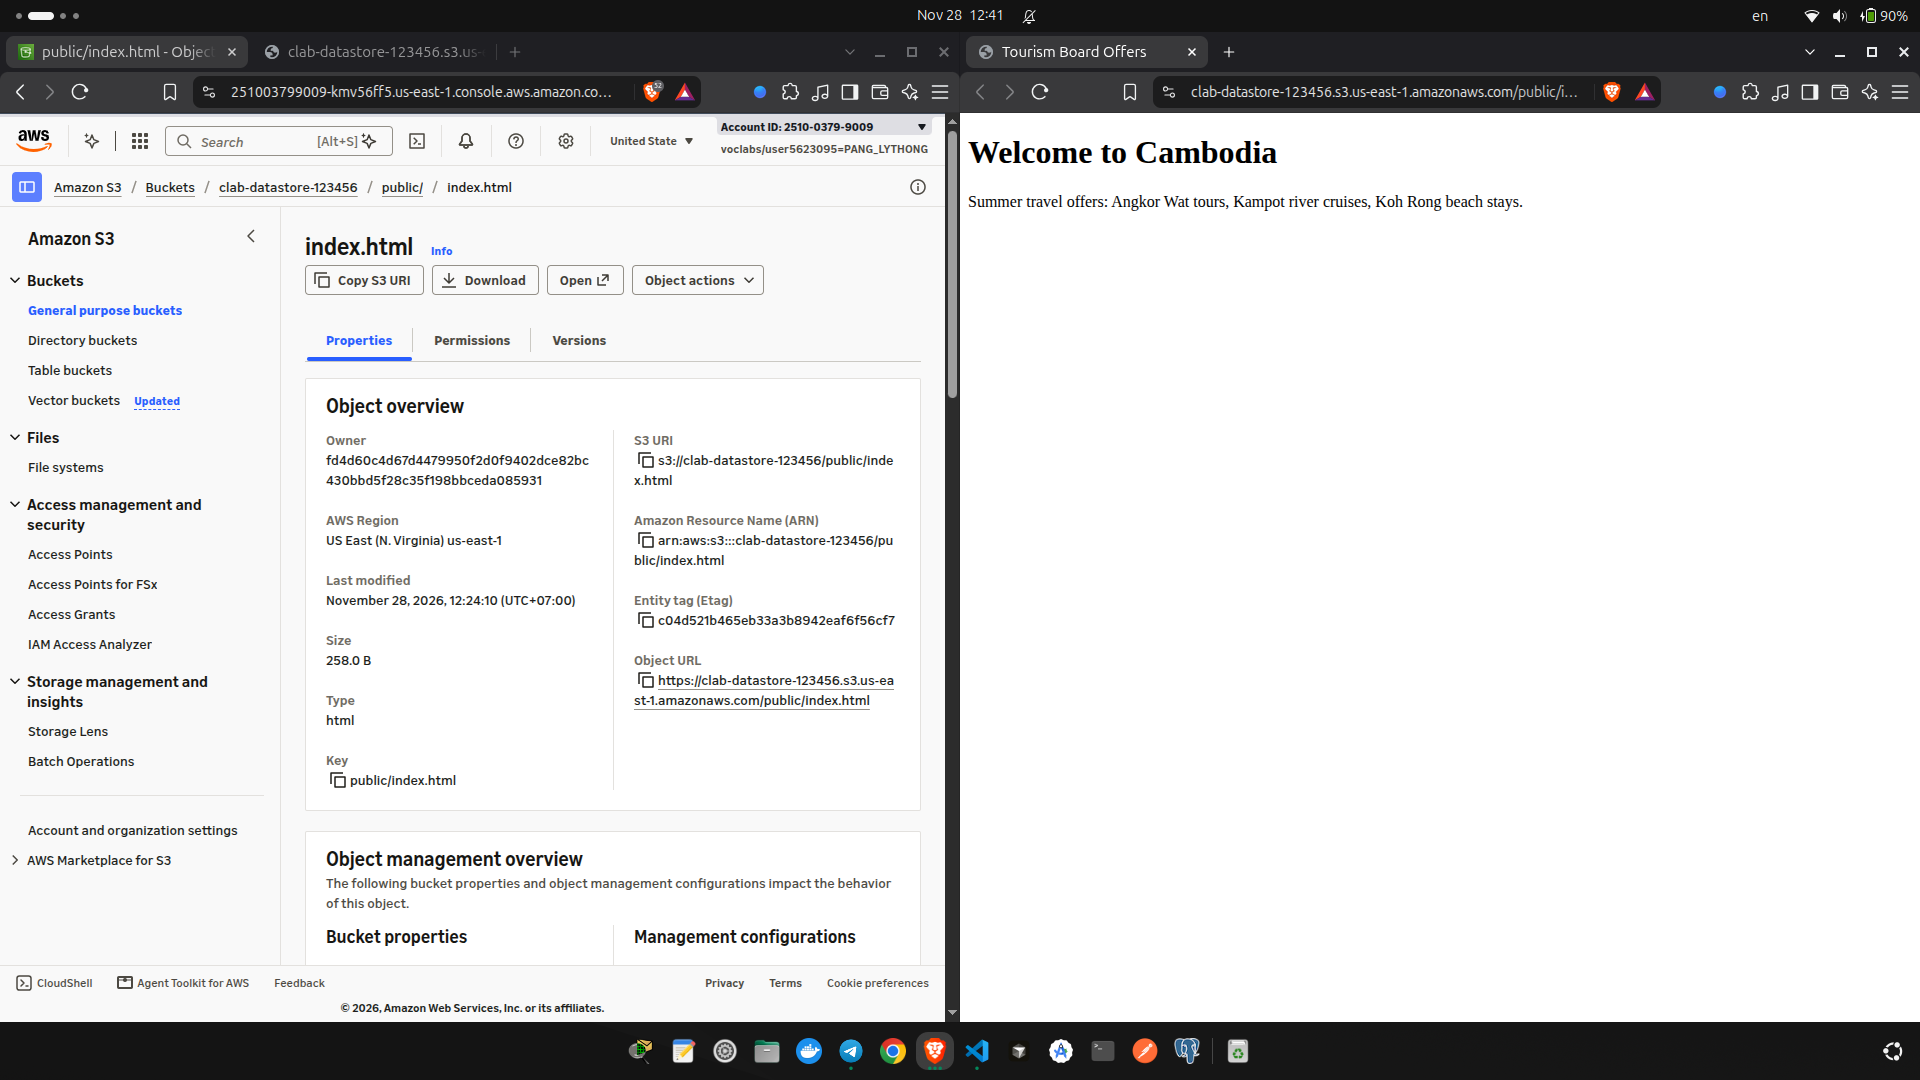 Nov 28 12:41
en
90%
public/index.html - Objec
clab-datastore-123456.s3.us-
251003799009-kmv56ff5.us-east-1.console.aws.amazon.co…
52
aws
Search
[Alt+S]
United State
Account ID: 2510-0379-9009
voclabs/user5623095=PANG_LYTHONG
Amazon S3 / Buckets / clab-datastore-123456 / public/ / index.html
Amazon S3
Buckets
General purpose buckets
Directory buckets
Table buckets
Vector buckets Updated
Files
File systems
Access management and
security
Access Points
Access Points for FSx
Access Grants
IAM Access Analyzer
Storage management and
insights
Storage Lens
Batch Operations
Account and organization settings
AWS Marketplace for S3
index.html Info
Copy S3 URI
Download
Open
Object actions
Properties
Permissions
Versions
Object overview
Owner
fd4d60c4d67d4479950f2d0f9402dce82bc
430bbd5f28c35f198bbceda085931
AWS Region
US East (N. Virginia) us-east-1
Last modified
November 28, 2026, 12:24:10 (UTC+07:00)
Size
258.0 B
Type
html
Key
public/index.html
S3 URI
s3://clab-datastore-123456/public/inde
x.html
Amazon Resource Name (ARN)
arn:aws:s3:::clab-datastore-123456/pu
blic/index.html
Entity tag (Etag)
c04d521b465eb33a3b8942eaf6f56cf7
Object URL
https://clab-datastore-123456.s3.us-ea
st-1.amazonaws.com/public/index.html
Object management overview
The following bucket properties and object management configurations impact the behavior
of this object.
Bucket properties
Management configurations
CloudShell
Agent Toolkit for AWS
Feedback
Privacy
Terms
Cookie preferences
© 2026, Amazon Web Services, Inc. or its affiliates.
Tourism Board Offers
clab-datastore-123456.s3.us-east-1.amazonaws.com/public/i…
Welcome to Cambodia
Summer travel offers: Angkor Wat tours, Kampot river cruises, Koh Rong beach stays.